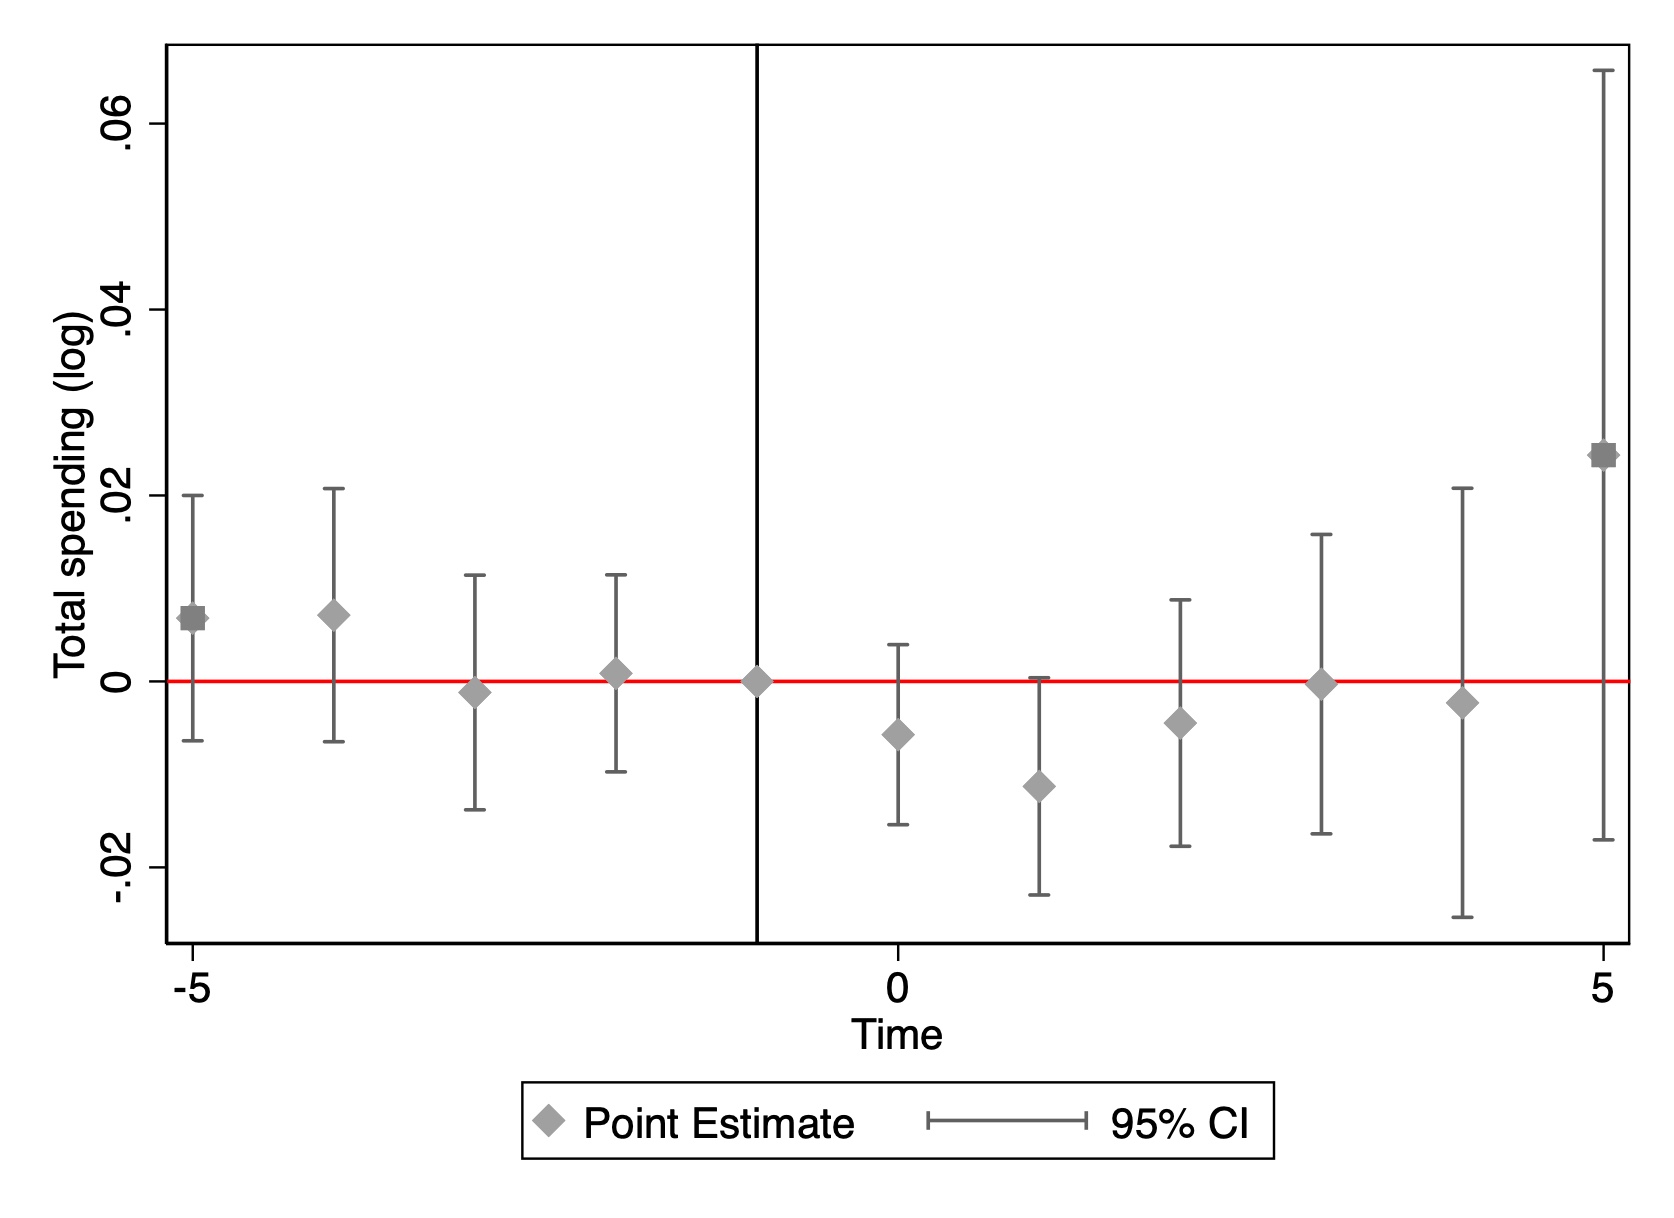 Total spending (log)
.06
.04
.02
0
-.02
-5
0
5
Time
Point Estimate
95% CI